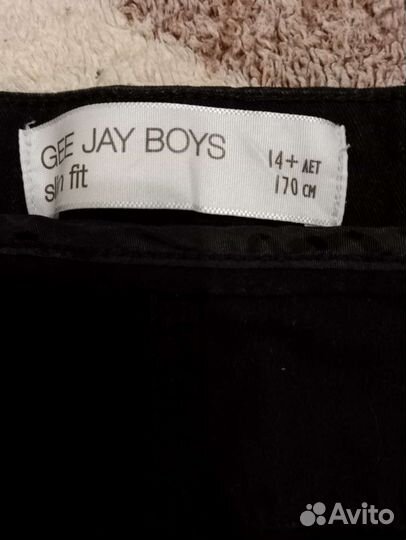 GEE JAY BOYS
slim fit
14+ ЛЕТ
170 СМ
Avito